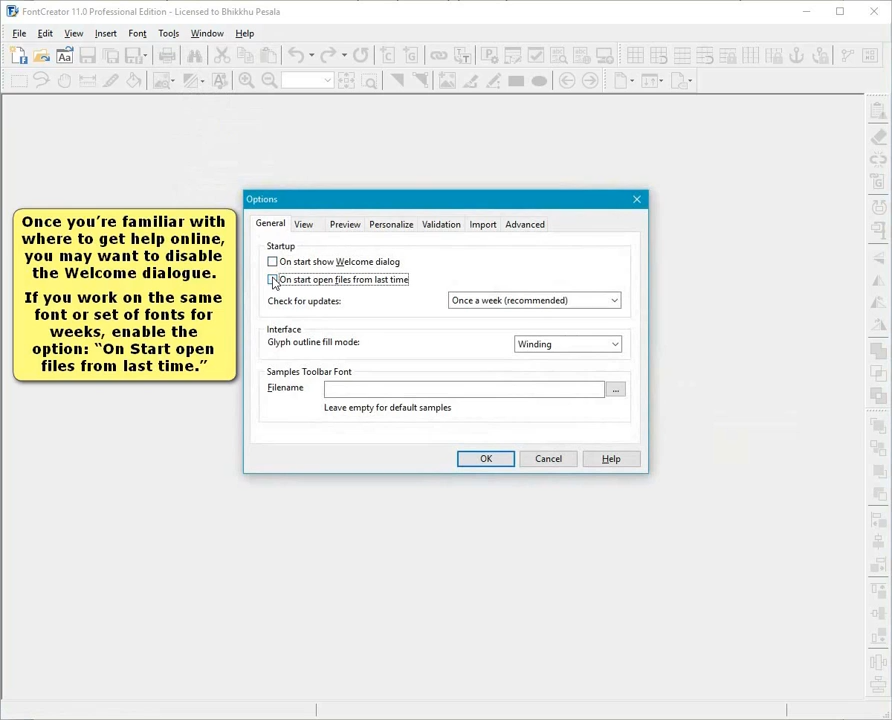 FontCreator 11.0 Professional Edition - Licensed to Bhikkhu Pesala
File Edit View Insert Font Tools Window Help
Options
General View Preview Personalize Validation Import Advanced
Startup
On start show Welcome dialog
On start open files from last time
Check for updates: Once a week (recommended)
Interface
Glyph outline fill mode: Winding
Samples Toolbar Font
Filename ...
Leave empty for default samples
OK Cancel Help
Once you’re familiar with
where to get help online,
you may want to disable
the Welcome dialogue.
If you work on the same
font or set of fonts for
weeks, enable the
option: “On Start open
files from last time.”